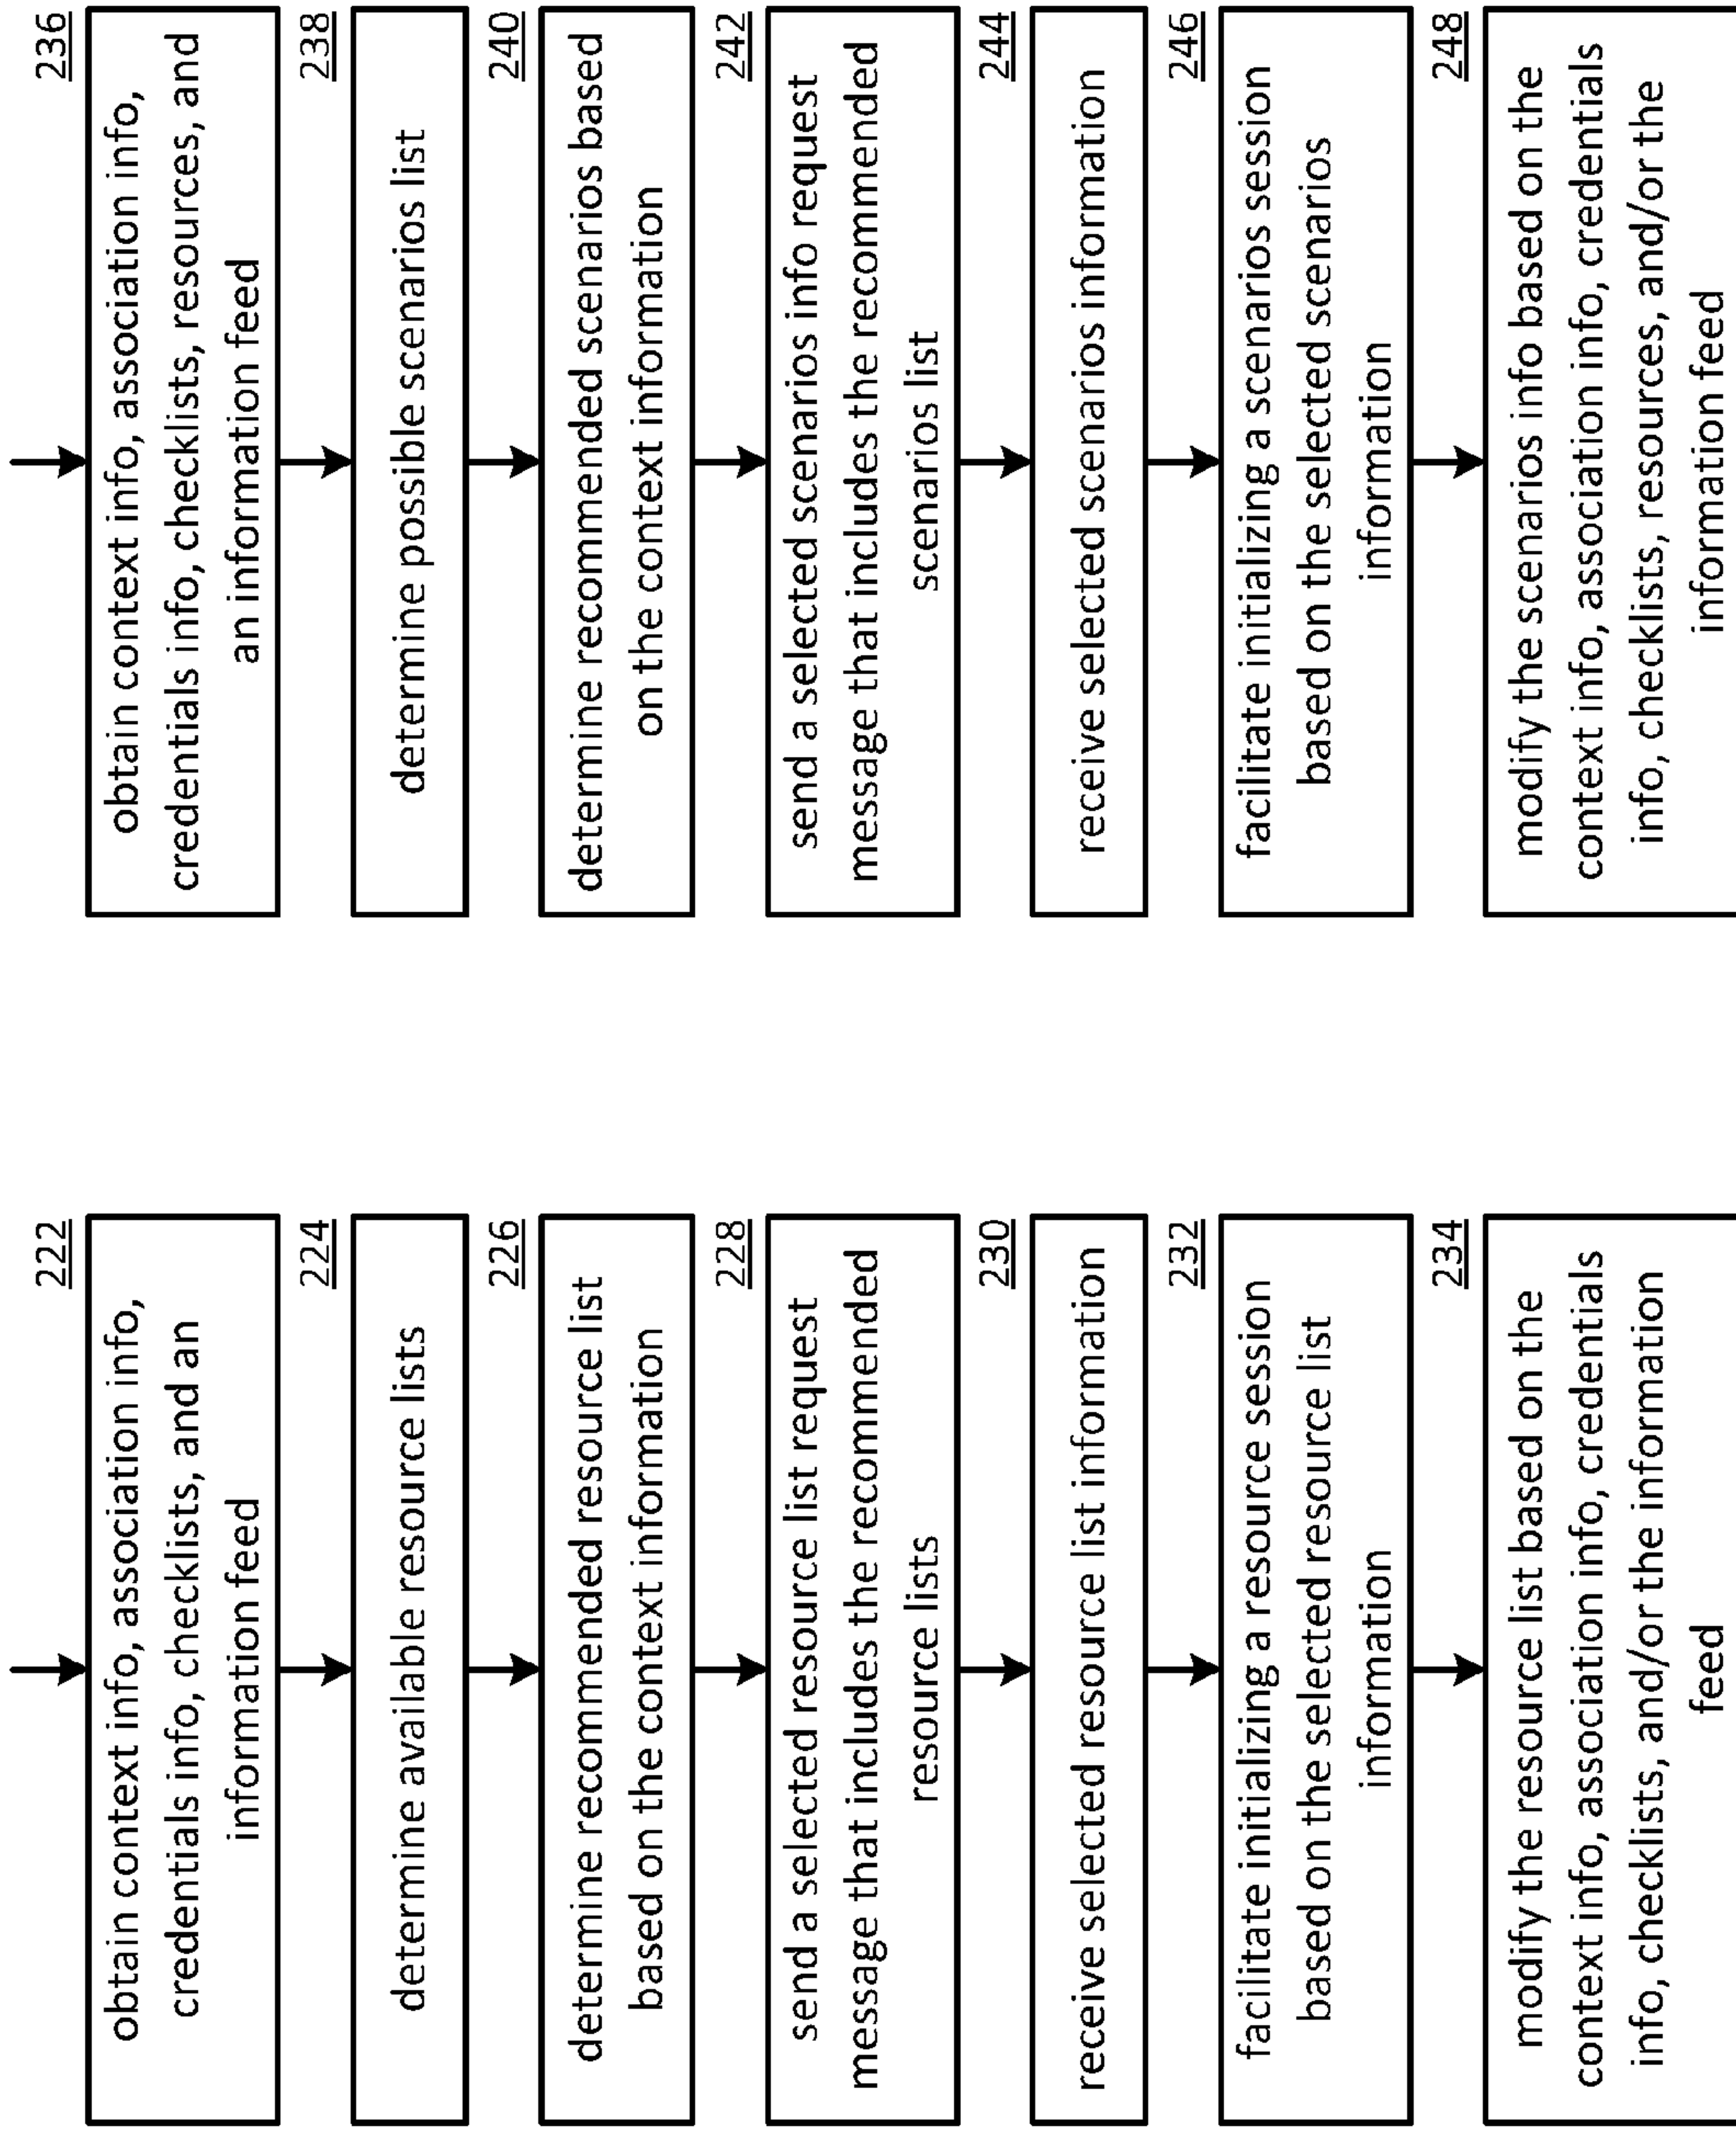 222
obtain context info, association info,
credentials info, checklists, and an
information feed
224
determine available resource lists
226
determine recommended resource list
based on the context information
228
send a selected resource list request
message that includes the recommended
resource lists
230
receive selected resource list information
232
facilitate initializing a resource session
based on the selected resource list
information
234
modify the resource list based on the
context info, association info, credentials
info, checklists, and/or the information
feed
236
obtain context info, association info,
credentials info, checklists, resources, and
an information feed
238
determine possible scenarios list
240
determine recommended scenarios based
on the context information
242
send a selected scenarios info request
message that includes the recommended
scenarios list
244
receive selected scenarios information
246
facilitate initializing a scenarios session
based on the selected scenarios
information
248
modify the scenarios info based on the
context info, association info, credentials
info, checklists, resources, and/or the
information feed